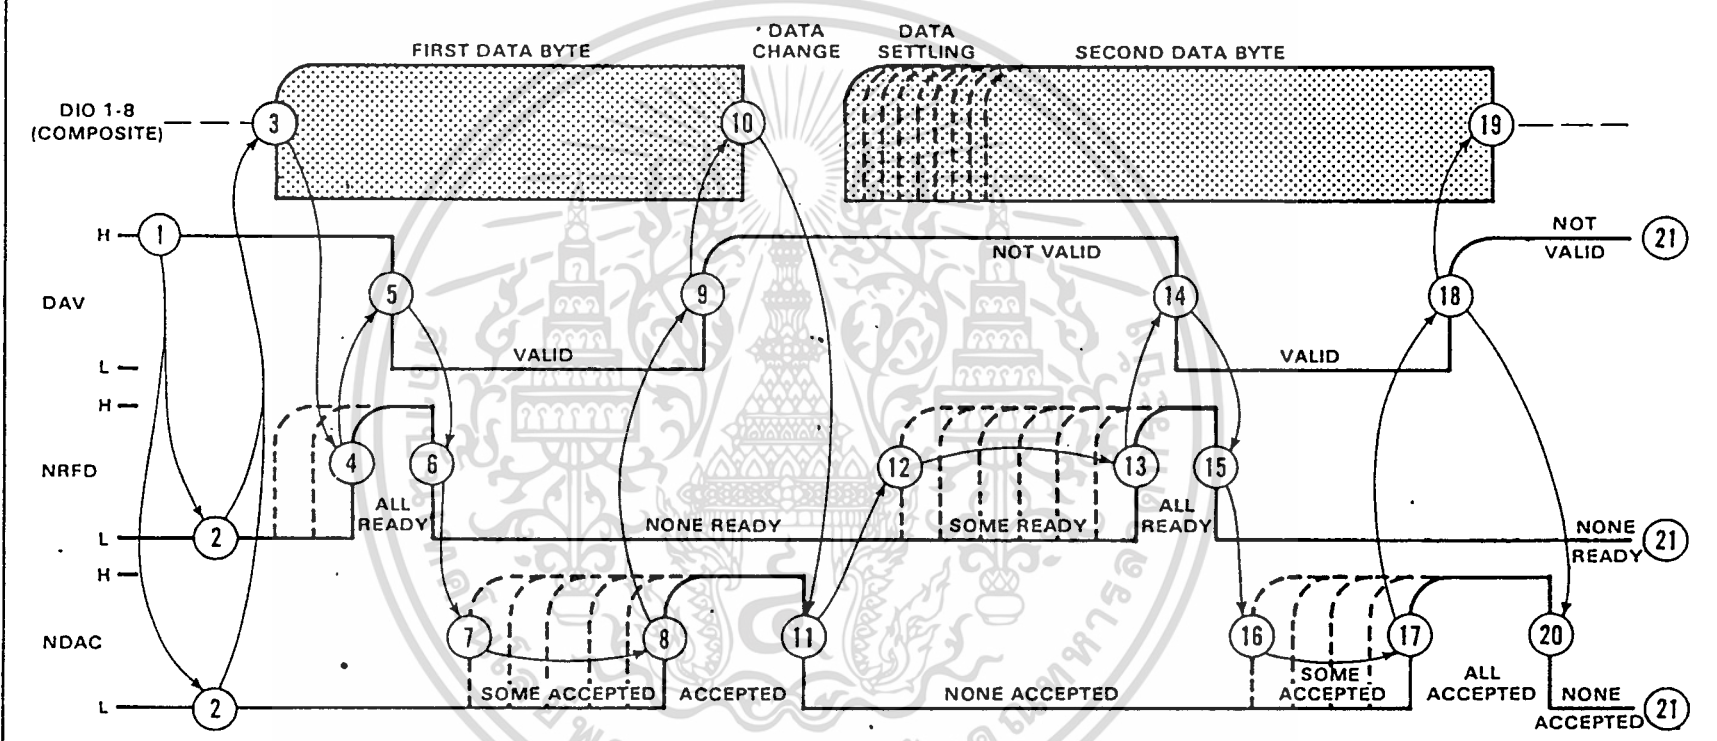 FIRST DATA BYTE
DATA
CHANGE
DATA
SETTLING
SECOND DATA BYTE
DIO 1-8
(COMPOSITE)
3
10
19
H
1
NOT VALID
NOT
VALID
21
DAV
5
9
14
18
VALID
VALID
L
H
NRFD
4
6
12
13
15
ALL
READY
NONE READY
SOME READY
ALL
READY
NONE
READY
21
L
2
H
NDAC
7
8
11
16
17
20
SOME ACCEPTED
ACCEPTED
NONE ACCEPTED
SOME
ACCEPTED
ALL
ACCEPTED
NONE
ACCEPTED
21
L
2